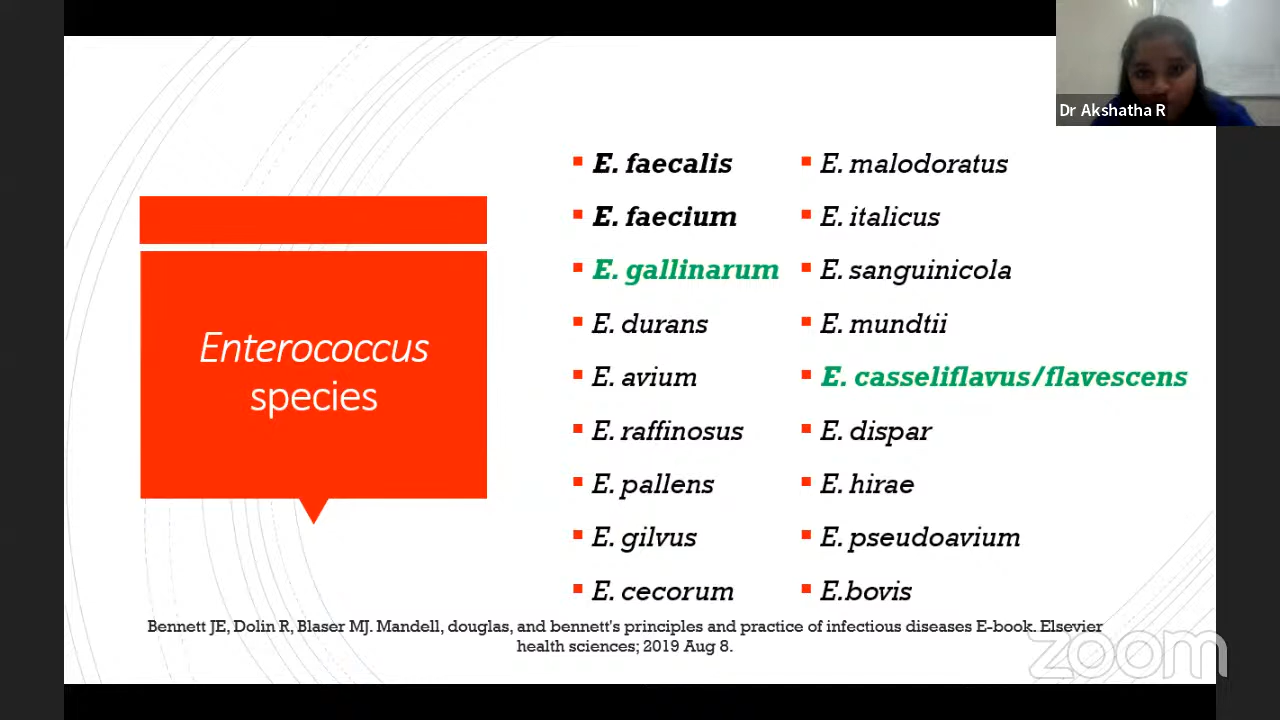 Dr Akshatha R
Enterococcus
species
E. faecalis
E. faecium
E. gallinarum
E. durans
E. avium
E. raffinosus
E. pallens
E. gilvus
E. cecorum
E. malodoratus
E. italicus
E. sanguinicola
E. mundtii
E. casseliflavus/flavescens
E. dispar
E. hirae
E. pseudoavium
E.bovis
Bennett JE, Dolin R, Blaser MJ. Mandell, douglas, and bennett's principles and practice of infectious diseases E-book. Elsevier
health sciences; 2019 Aug 8.
zoom